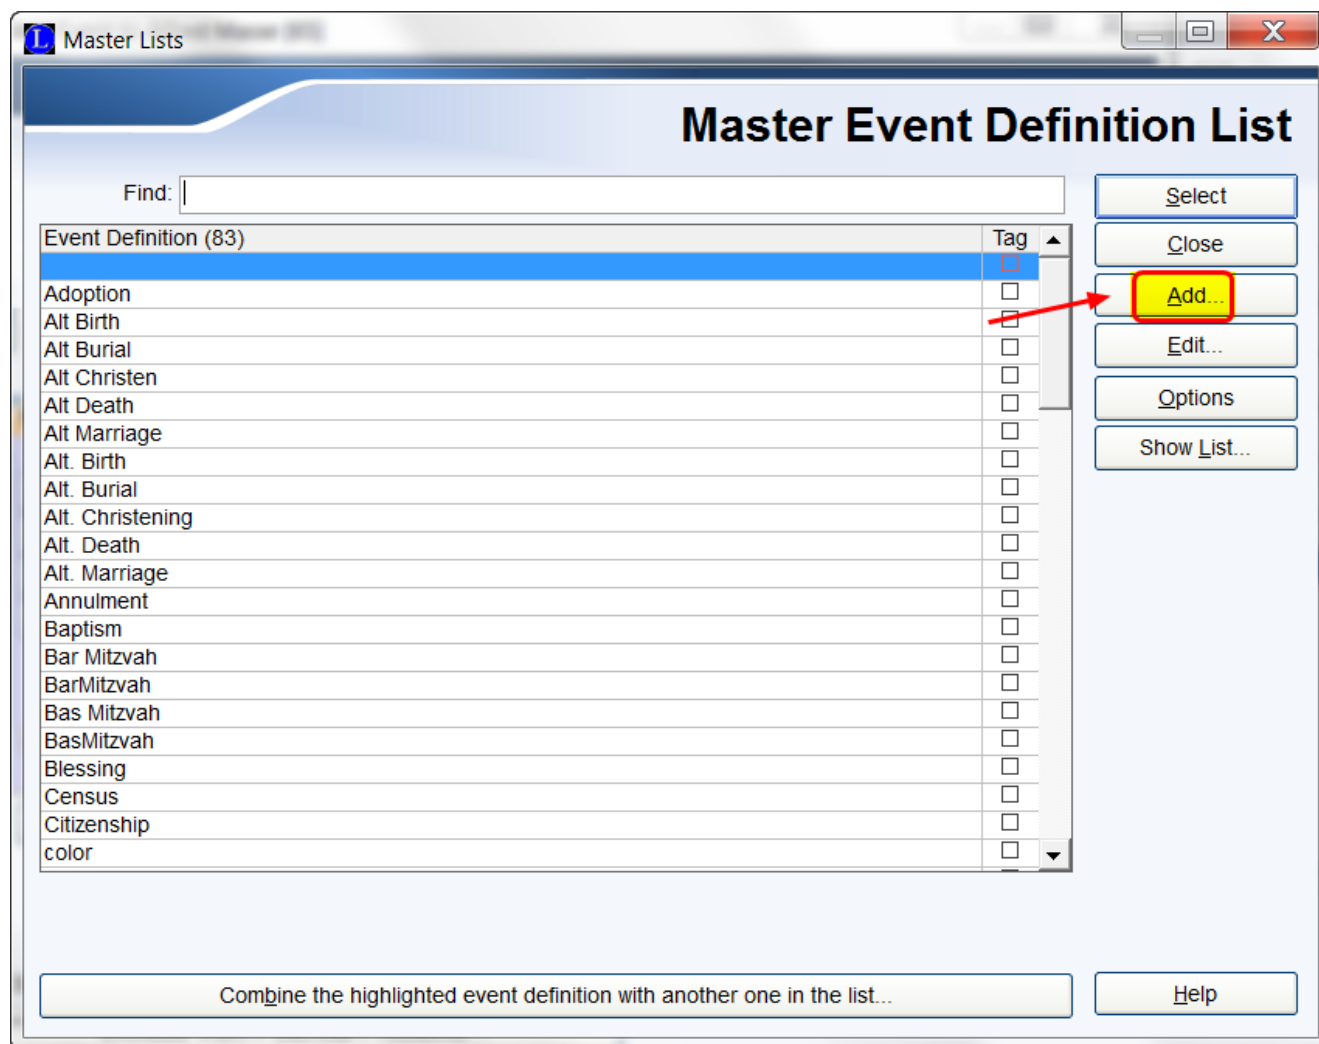 Master Lists
Master Event Definition List
Find:
Select
Event Definition (83) Tag
Close
Adoption
Add...
Alt Birth
Alt Burial
Edit...
Alt Christen
Alt Death
Options
Alt Marriage
Show List...
Alt. Birth
Alt. Burial
Alt. Christening
Alt. Death
Alt. Marriage
Annulment
Baptism
Bar Mitzvah
BarMitzvah
Bas Mitzvah
BasMitzvah
Blessing
Census
Citizenship
color
Combine the highlighted event definition with another one in the list...
Help